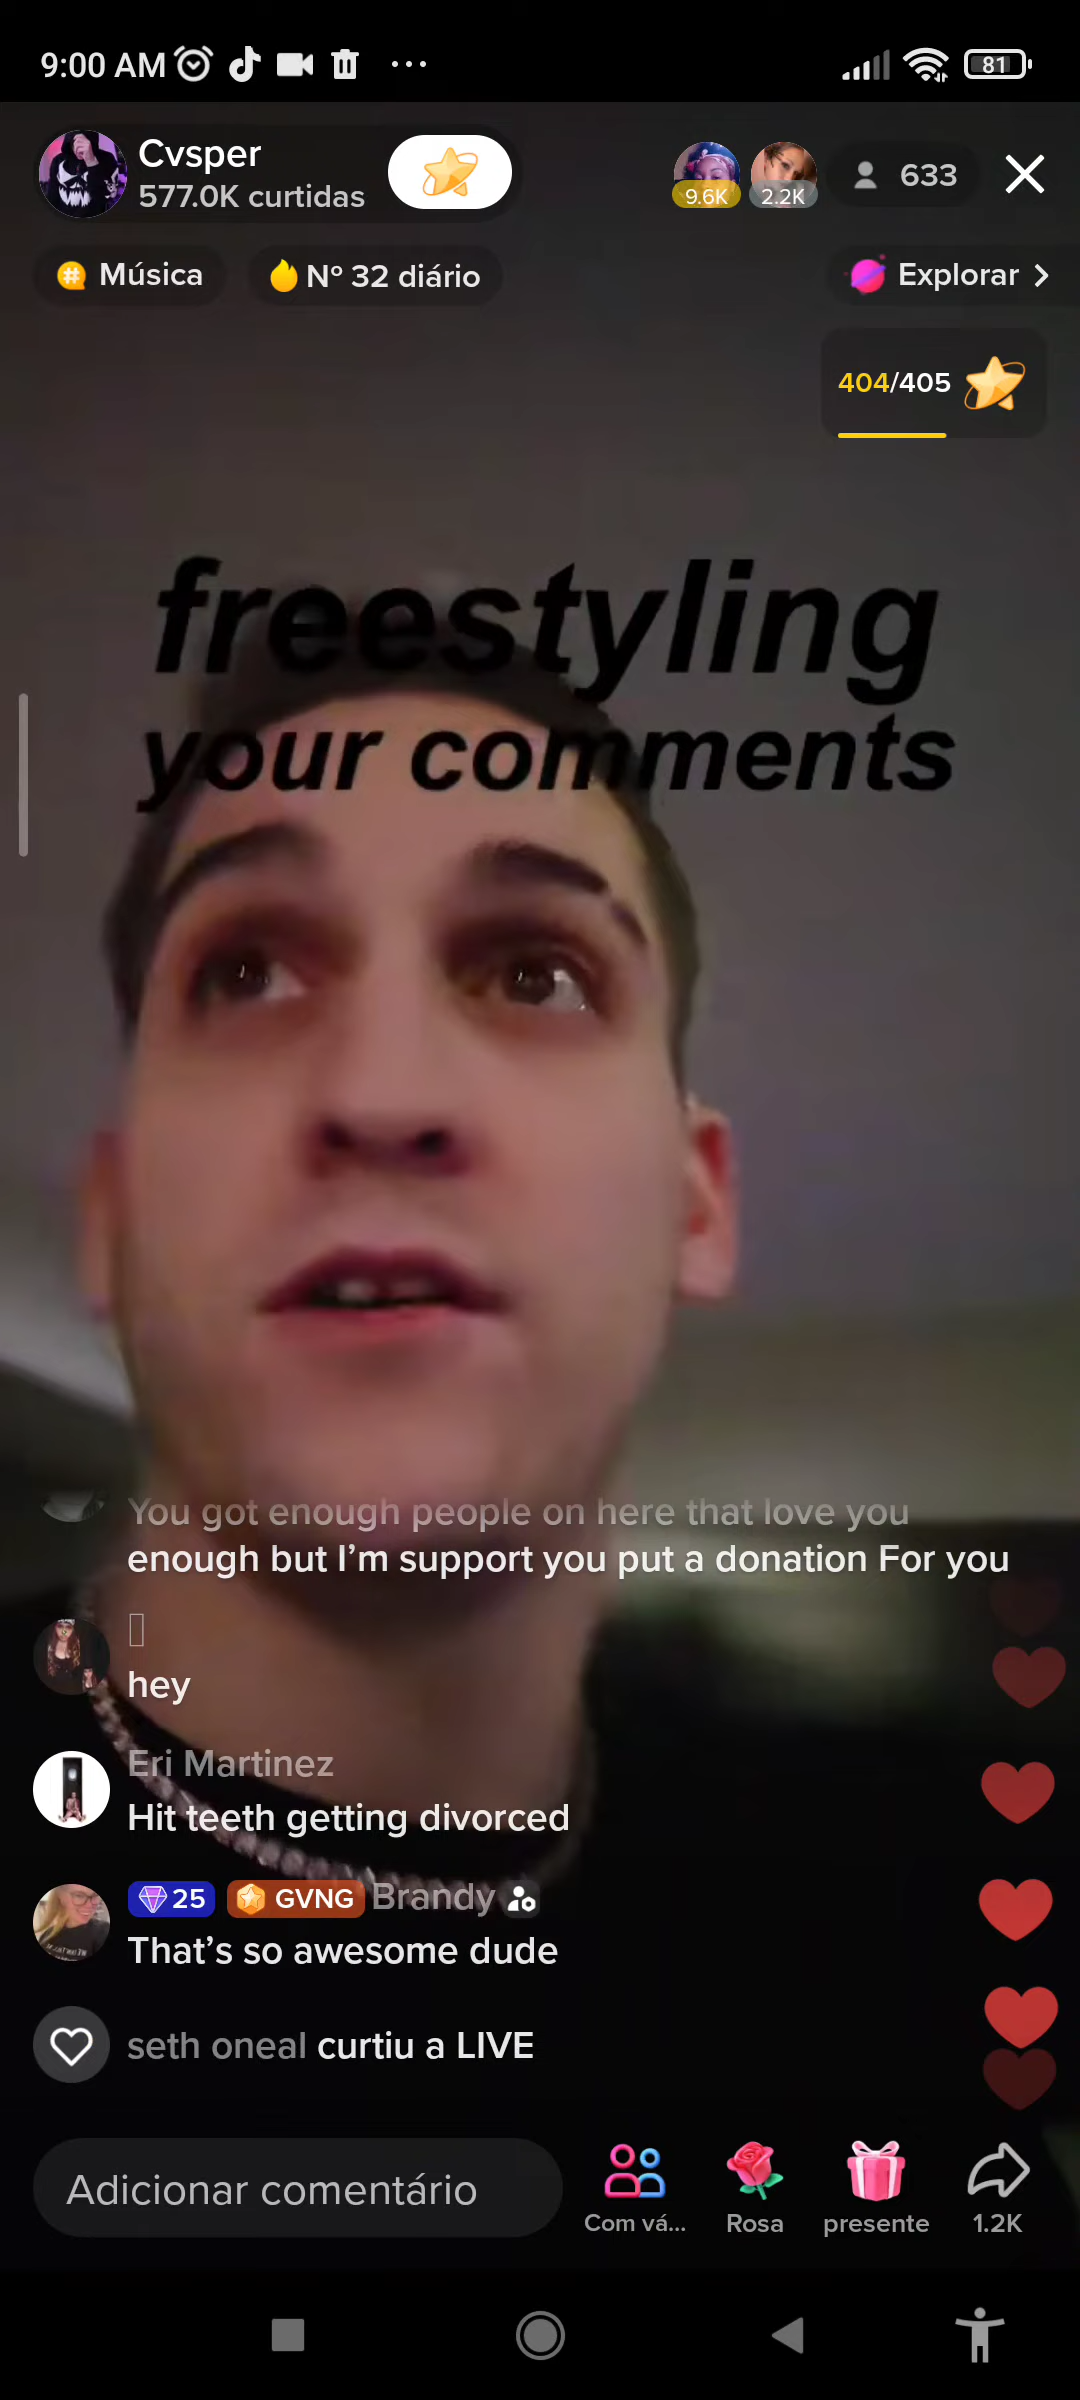 9:00 AM
81
Cvsper
577.0K curtidas
9.6K
2.2K
633
Música
Nº 32 diário
Explorar
404/405
freestyling
your comments
You got enough people on here that love you
enough but I'm support you put a donation For you
hey
Eri Martinez
Hit teeth getting divorced
25 GVNG Brandy
That's so awesome dude
seth oneal curtiu a LIVE
Adicionar comentário
Com vá...
Rosa
presente
1.2K